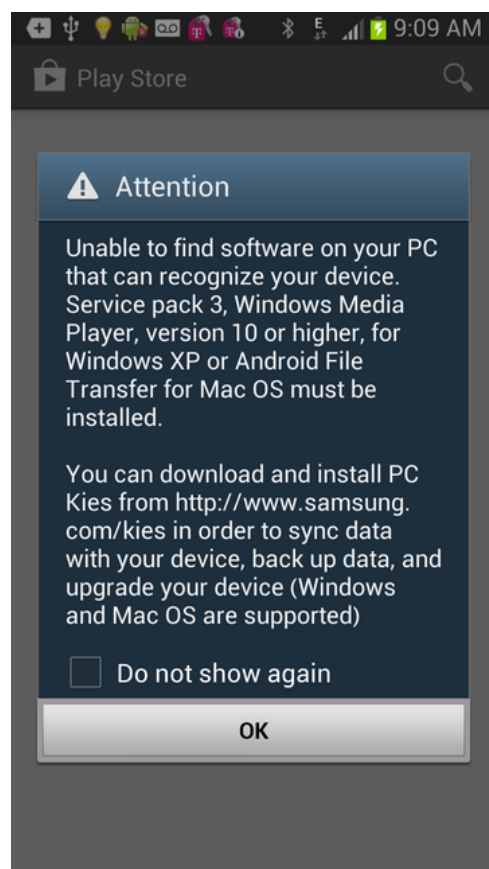 E 9:09 AM
Play Store
Attention
Unable to find software on your PC
that can recognize your device.
Service pack 3, Windows Media
Player, version 10 or higher, for
Windows XP or Android File
Transfer for Mac OS must be
installed.
You can download and install PC
Kies from http://www.samsung.
com/kies in order to sync data
with your device, back up data, and
upgrade your device (Windows
and Mac OS are supported)
Do not show again
OK